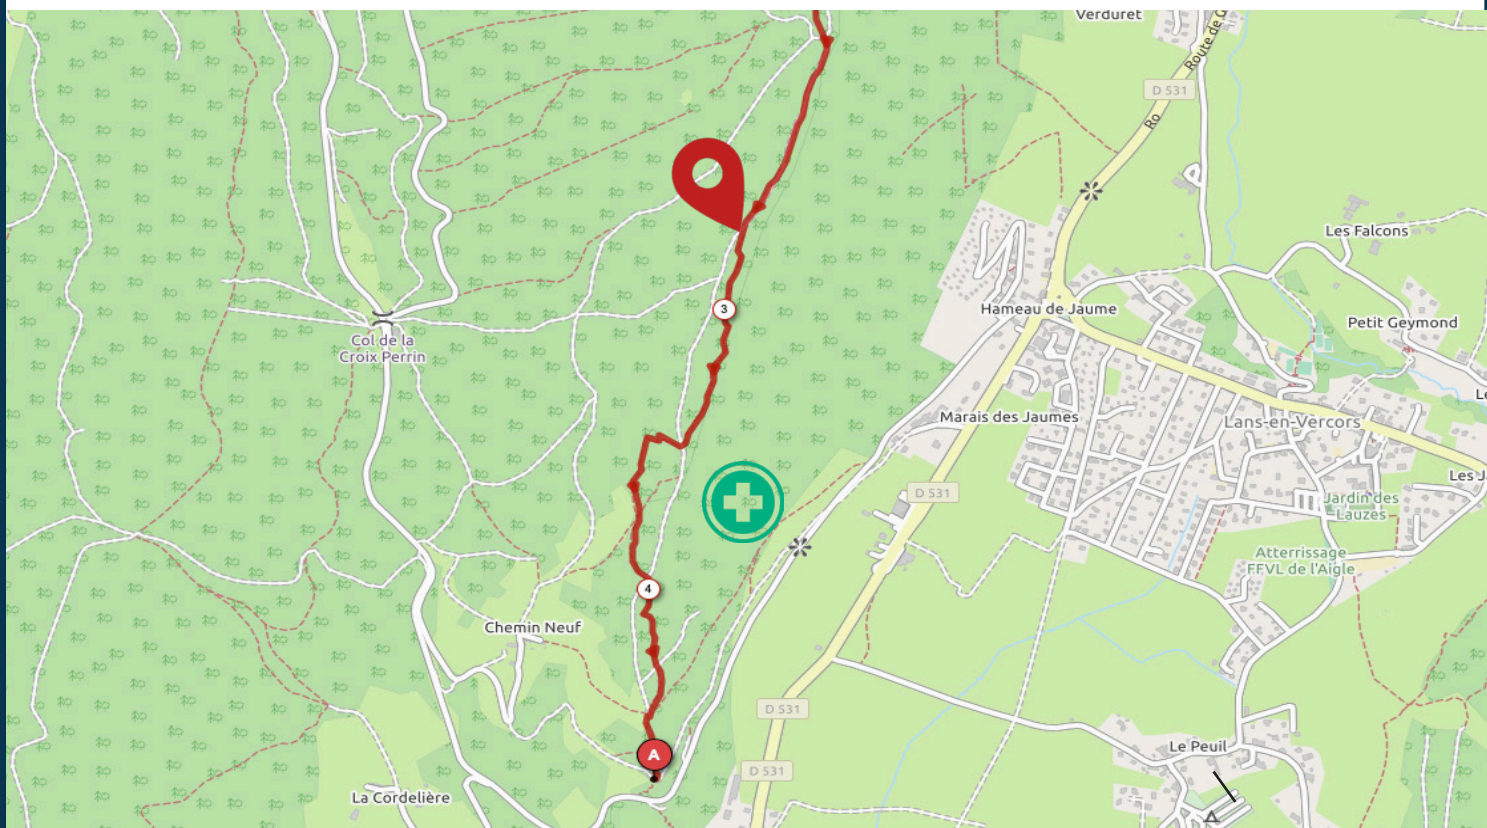 Verduret
Route de G
D 531
Ro
Les Falcons
Hameau de Jaume
Petit Geymond
3
Col de la
Croix Perrin
Marais des Jaumes
Lans-en-Vercors
Le
D 531
Les J
Jardin des
Lauzes
Atterrissage
FFVL de l'Aigle
4
Chemin Neuf
D 531
Le Peuil
A
D 531
La Cordelière